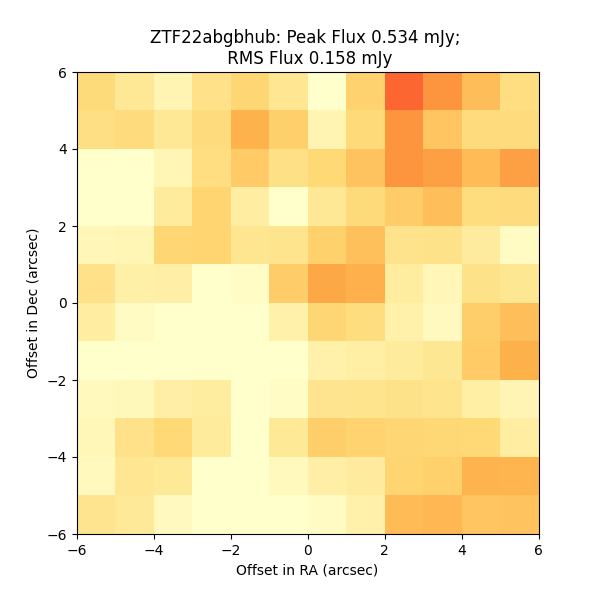 ZTF22abgbhub: Peak Flux 0.534 mJy;
RMS Flux 0.158 mJy
6
4
2
0
−2
−4
−6
Offset in Dec (arcsec)
−6 −4 −2 0 2 4 6
Offset in RA (arcsec)